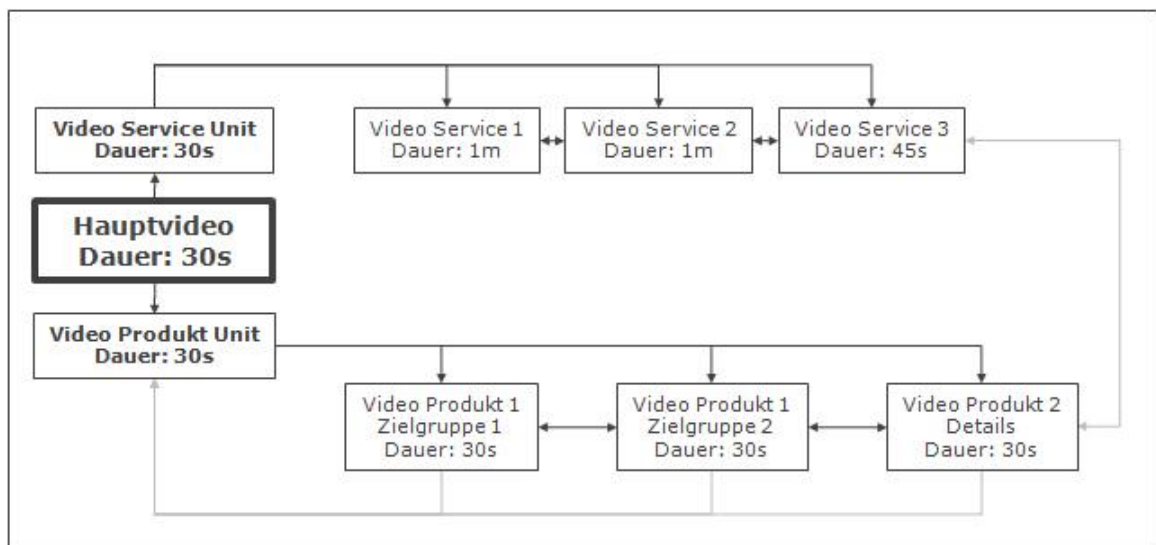 Video Service Unit
Dauer: 30s
Video Service 1
Dauer: 1m
Video Service 2
Dauer: 1m
Video Service 3
Dauer: 45s
Hauptvideo
Dauer: 30s
Video Produkt Unit
Dauer: 30s
Video Produkt 1
Zielgruppe 1
Dauer: 30s
Video Produkt 1
Zielgruppe 2
Dauer: 30s
Video Produkt 2
Details
Dauer: 30s